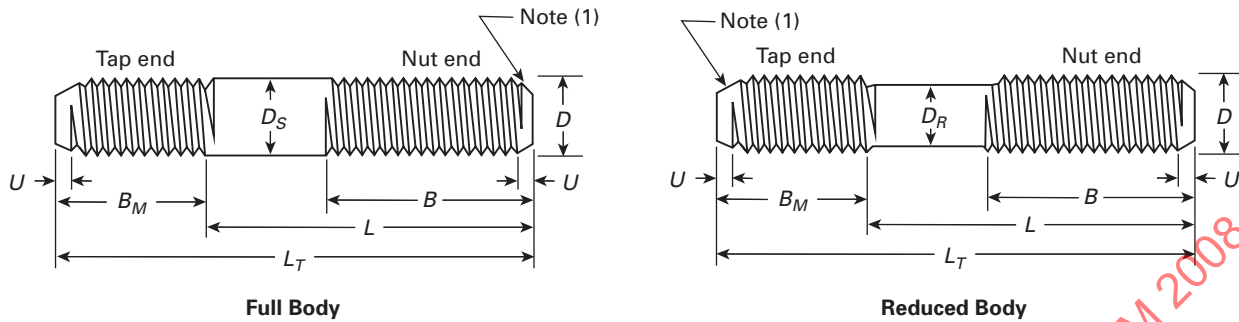 Note (1)
Tap end
Nut end
D_S
D
U
B_M
B
U
L
L_T
Full Body
Note (1)
Tap end
Nut end
D_R
D
U
B_M
B
U
L
L_T
Reduced Body
M 2008